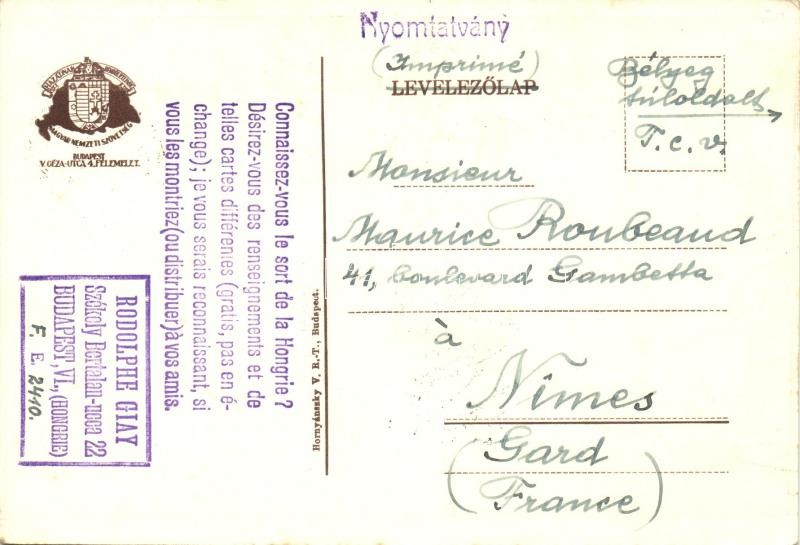 Nyomtatvány
(Imprimé)
LEVELEZŐLAP
Bélyeg
túloldalt
T.c.v.
MAGYAR NEMZETI SZÖVETSÉG
BUDAPEST
V. GÉZA-UTCA 4. FÉLEMELET.
Connaissez-vous le sort de la Hongrie?
Désirez-vous des renseignements et de
telles cartes différentes (gratis, pas en é-
change); je vous serais reconnaissant, si
vous les montriez(ou distribuer)à vos amis.
RODOLPHE GIAY
Székely Bertalan-ucca 22
BUDAPEST, VI., (HONGRIE)
F. E. 2410.
Hornyánszky V. R.-T., Budapest.
Monsieur
Maurice Roubeaud
41, boulevard Gambetta
à
Nîmes
Gard
(France)